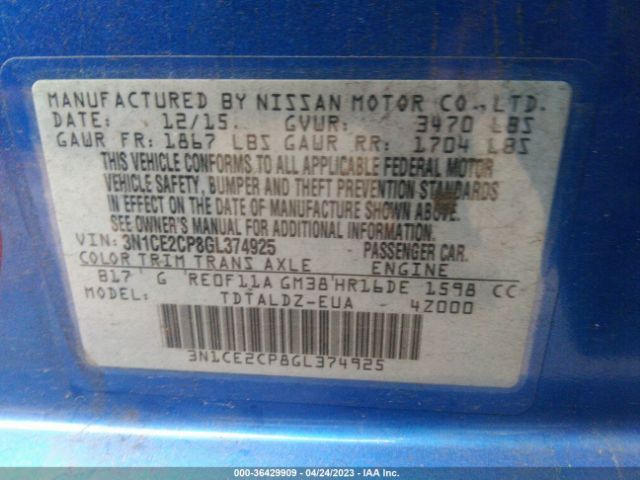 MANUFACTURED BY NISSAN MOTOR CO.,LTD.
DATE: 12/15. GVWR: 3470 LBS
GAWR FR: 1867 LBS GAWR RR: 1704 LBS
THIS VEHICLE CONFORMS TO ALL APPLICABLE FEDERAL MOTOR
VEHICLE SAFETY, BUMPER AND THEFT PREVENTION STANDARDS
IN EFFECT ON THE DATE OF MANUFACTURE SHOWN ABOVE.
SEE OWNER'S MANUAL FOR ADDITIONAL INFORMATION
VIN: 3N1CE2CP8GL374925 PASSENGER CAR.
COLOR TRIM TRANS AXLE ENGINE
B17 G RE0F11A GM38 HR16DE 1598 CC
MODEL: TDTALDZ-EUA - 4Z000
3N1CE2CP8GL374925
000-36429909 - 04/24/2023 - IAA Inc.